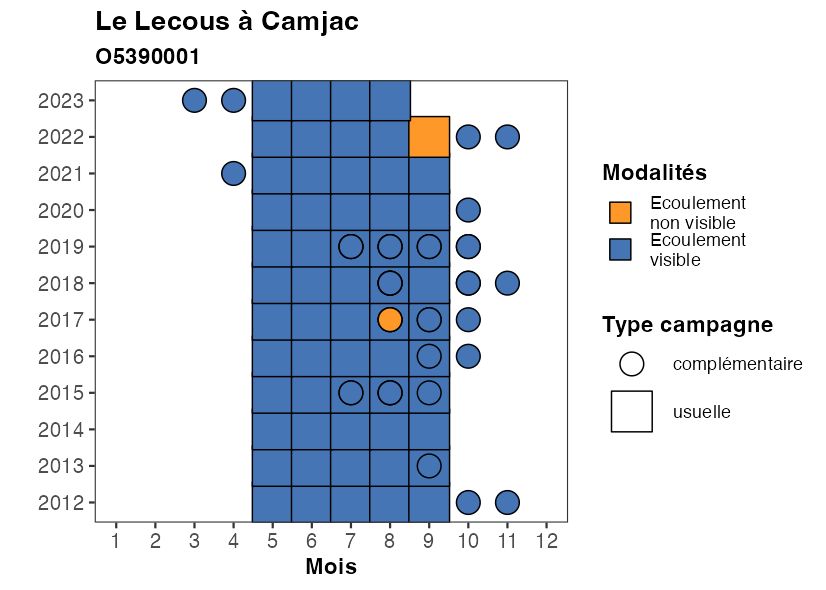 Le Lecous à Camjac
O5390001
2023
2022
2021
2020
2019
2018
2017
2016
2015
2014
2013
2012
1 2 3 4 5 6 7 8 9 10 11 12
Mois
Modalités
Ecoulement
non visible
Ecoulement
visible
Type campagne
complémentaire
usuelle